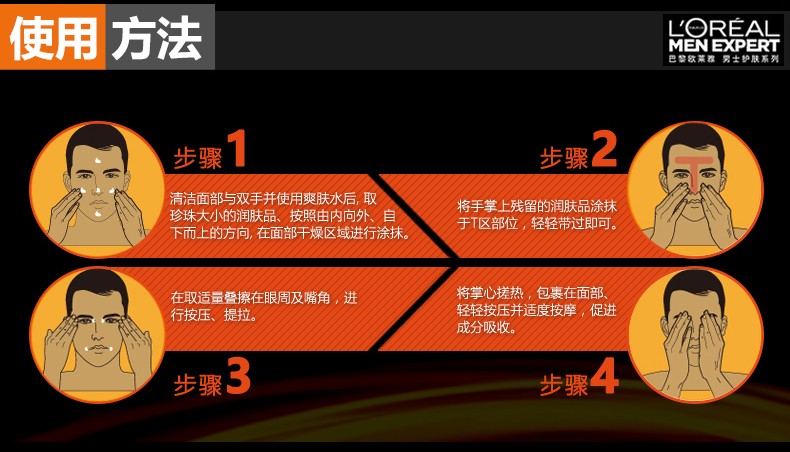 使用方法
L'ORÉAL
PARIS
MEN EXPERT
巴黎欧莱雅 男士护肤系列
步骤1
清洁面部与双手并使用爽肤水后, 取
珍珠大小的润肤品、按照由内向外、自
下而上的方向, 在面部干燥区域进行涂抹。
步骤2
将手掌上残留的润肤品涂抹
于T区部位，轻轻带过即可。
在取适量叠擦在眼周及嘴角，进
行按压、提拉。
步骤3
将掌心搓热，包裹在面部、
轻轻按压并适度按摩，促进
成分吸收。
步骤4